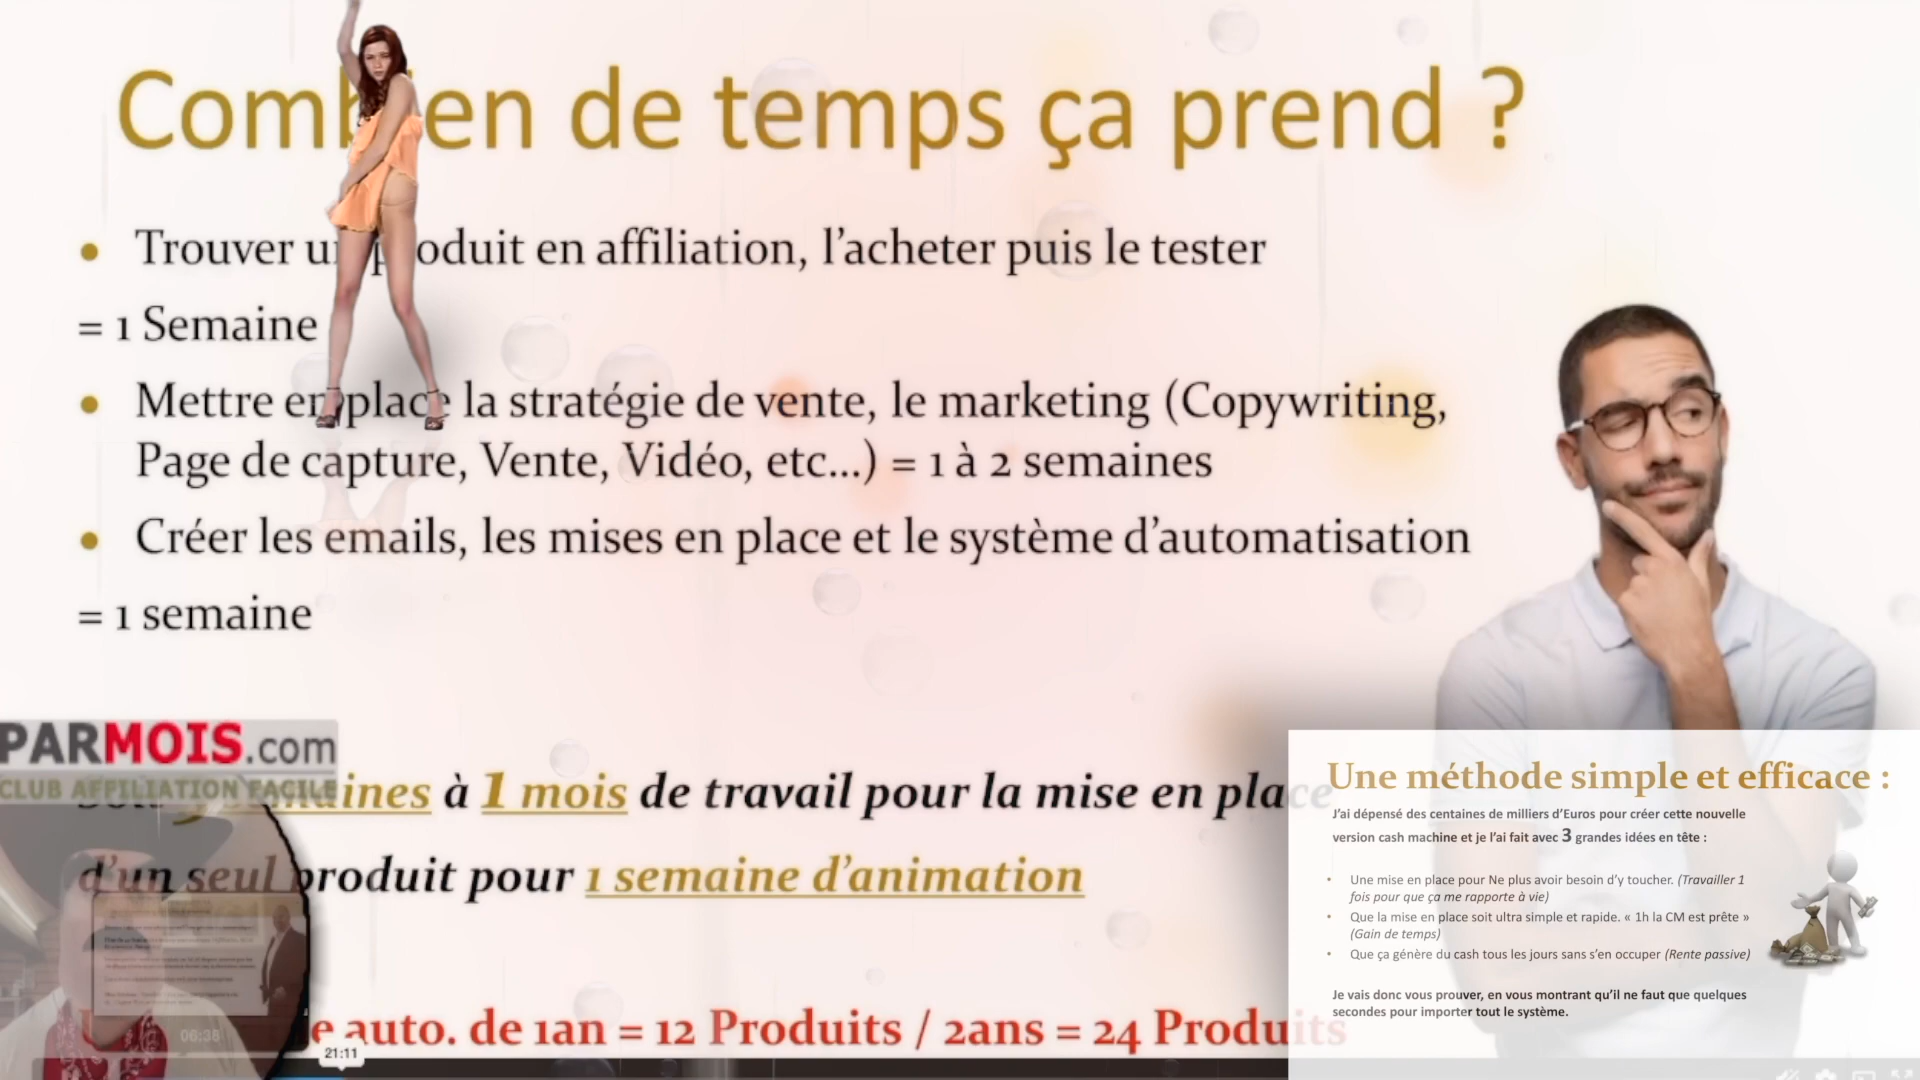 Combien de temps ça prend ?
Trouver un produit en affiliation, l’acheter puis le tester
= 1 Semaine
Mettre en place la stratégie de vente, le marketing (Copywriting,
Page de capture, Vente, Vidéo, etc...) = 1 à 2 semaines
Créer les emails, les mises en place et le système d’automatisation
= 1 semaine
PARMOIS.com
CLUB AFFILIATION FACILE
à 1 mois de travail pour la mise en place
d’un seul produit pour 1 semaine d’animation
auto. de 1an = 12 Produits / 2ans = 24 Produits
06:36
21:11
Une méthode simple et efficace :
J’ai dépensé des centaines de milliers d’Euros pour créer cette nouvelle
version cash machine et je l’ai fait avec 3 grandes idées en tête :
Une mise en place pour Ne plus avoir besoin d’y toucher. (Travailler 1
fois pour que ça me rapporte à vie)
Que la mise en place soit ultra simple et rapide. « 1h la CM est prête »
(Gain de temps)
Que ça génère du cash tous les jours sans s’en occuper (Rente passive)
Je vais donc vous prouver, en vous montrant qu’il ne faut que quelques
secondes pour importer tout le système.